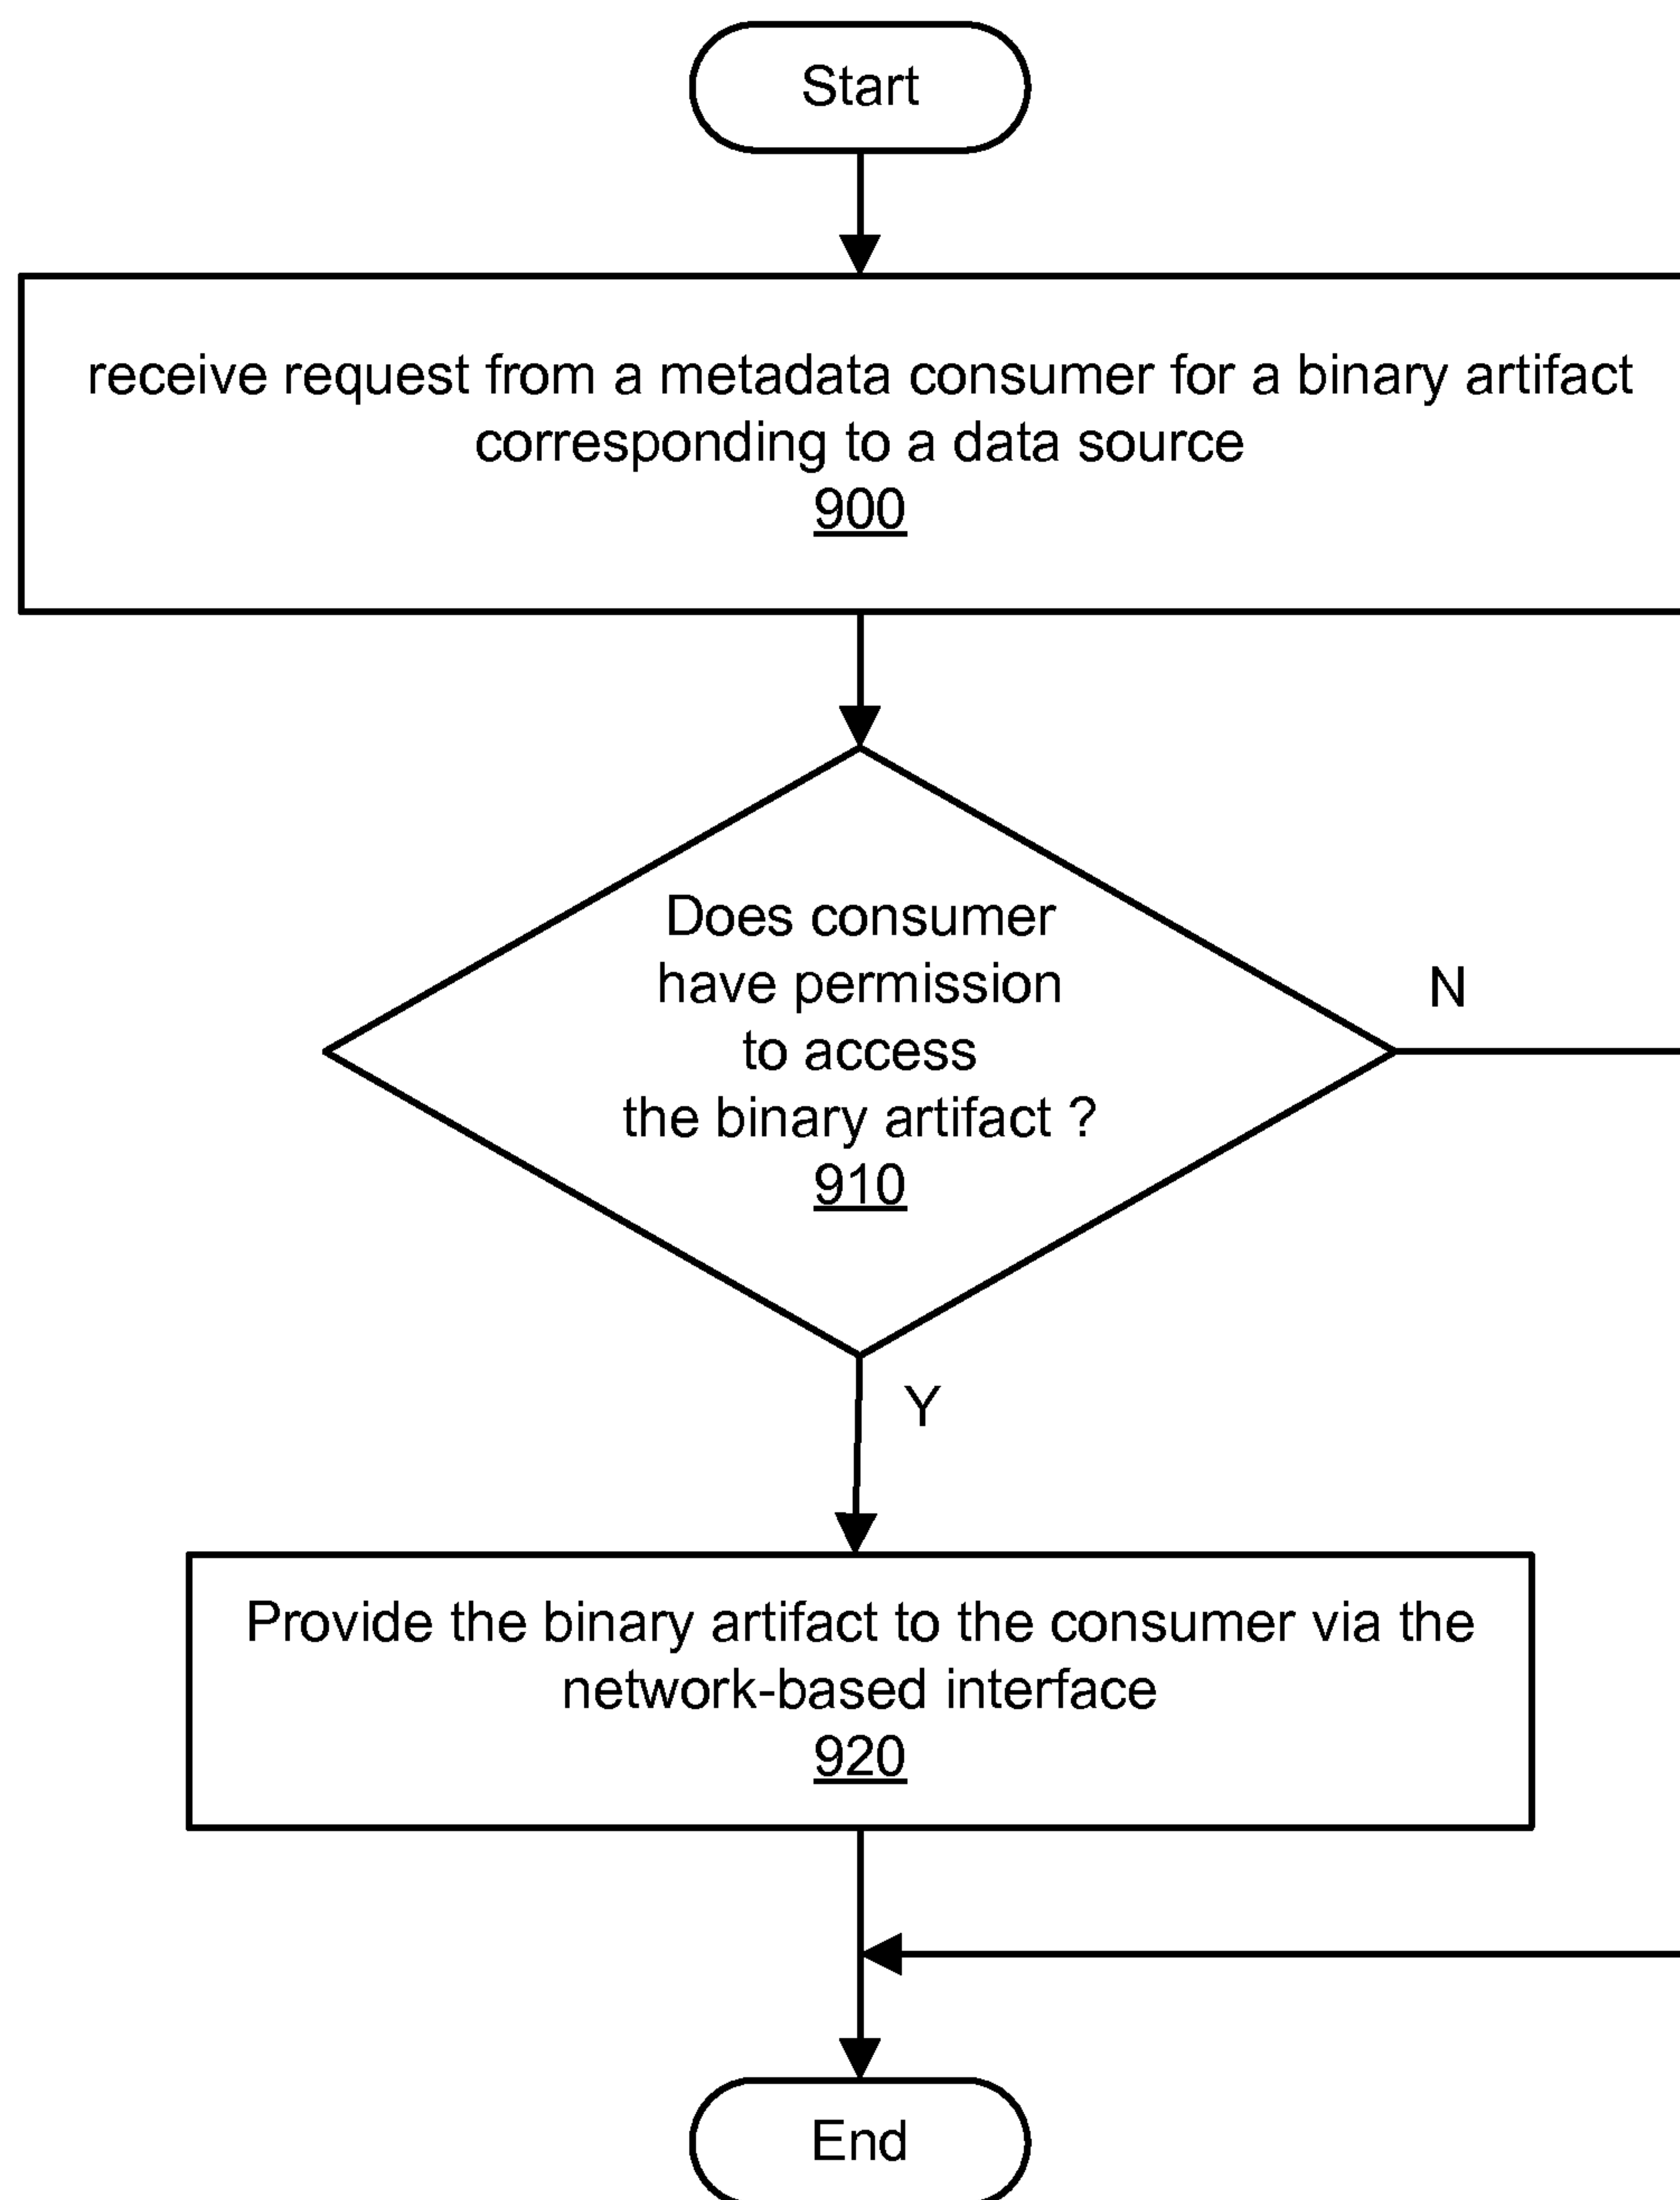 Start
receive request from a metadata consumer for a binary artifact
corresponding to a data source
900
Does consumer
have permission
to access
the binary artifact ?
910
N
Y
Provide the binary artifact to the consumer via the
network-based interface
920
End